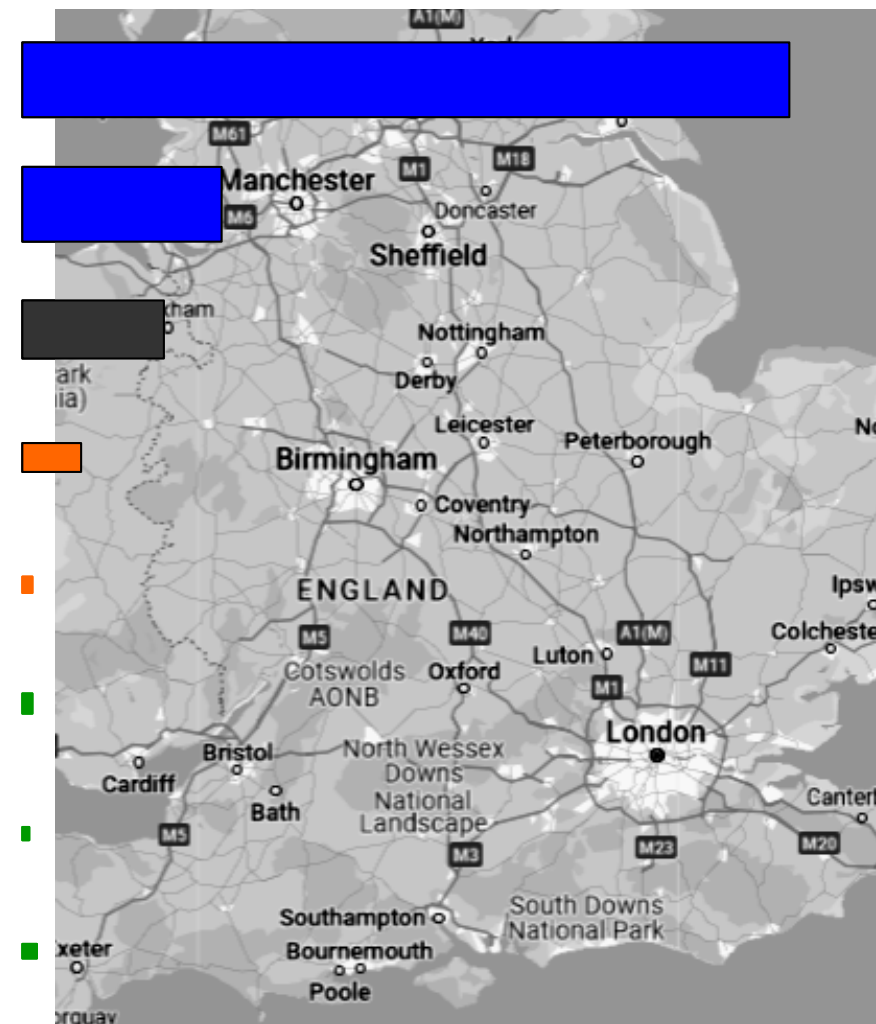 A1(M)
M61
M18
M1
Manchester
M6
Doncaster
Sheffield
Nottingham
Derby
Leicester
Peterborough
Birmingham
Coventry
Northampton
ENGLAND
M5
M40
A1(M)
Colcheste
Luton
M11
Cotswolds
AONB
Oxford
M1
London
Bristol
North Wessex
Downs
National
Landscape
Cardiff
Bath
M5
M3
M23
M20
South Downs
National Park
Southampton
Bournemouth
Poole